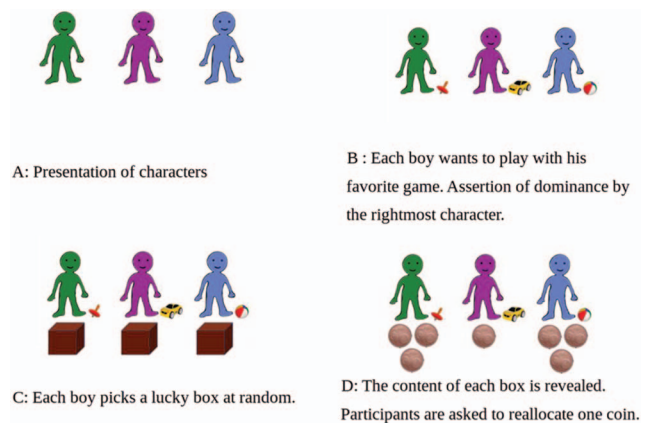 A: Presentation of characters
B : Each boy wants to play with his
favorite game. Assertion of dominance by
the rightmost character.
C: Each boy picks a lucky box at random.
D: The content of each box is revealed.
Participants are asked to reallocate one coin.